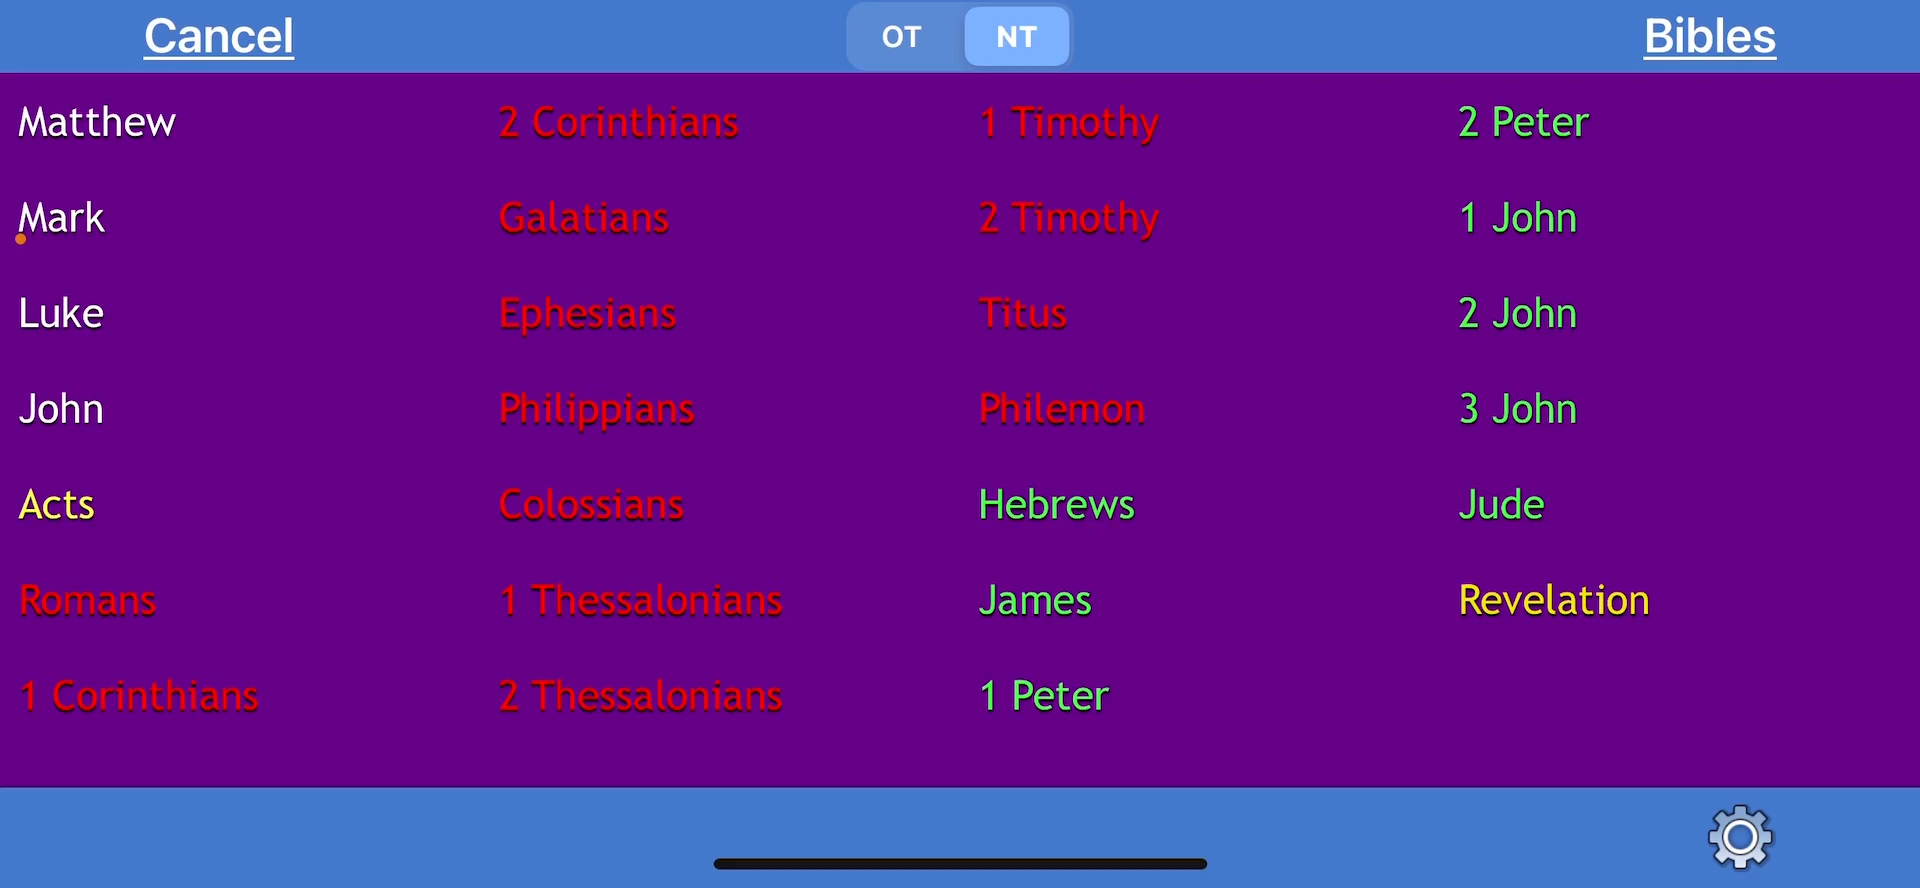 Cancel
OT
NT
Bibles
Matthew
Mark
Luke
John
Acts
Romans
1 Corinthians
2 Corinthians
Galatians
Ephesians
Philippians
Colossians
1 Thessalonians
2 Thessalonians
1 Timothy
2 Timothy
Titus
Philemon
Hebrews
James
1 Peter
2 Peter
1 John
2 John
3 John
Jude
Revelation